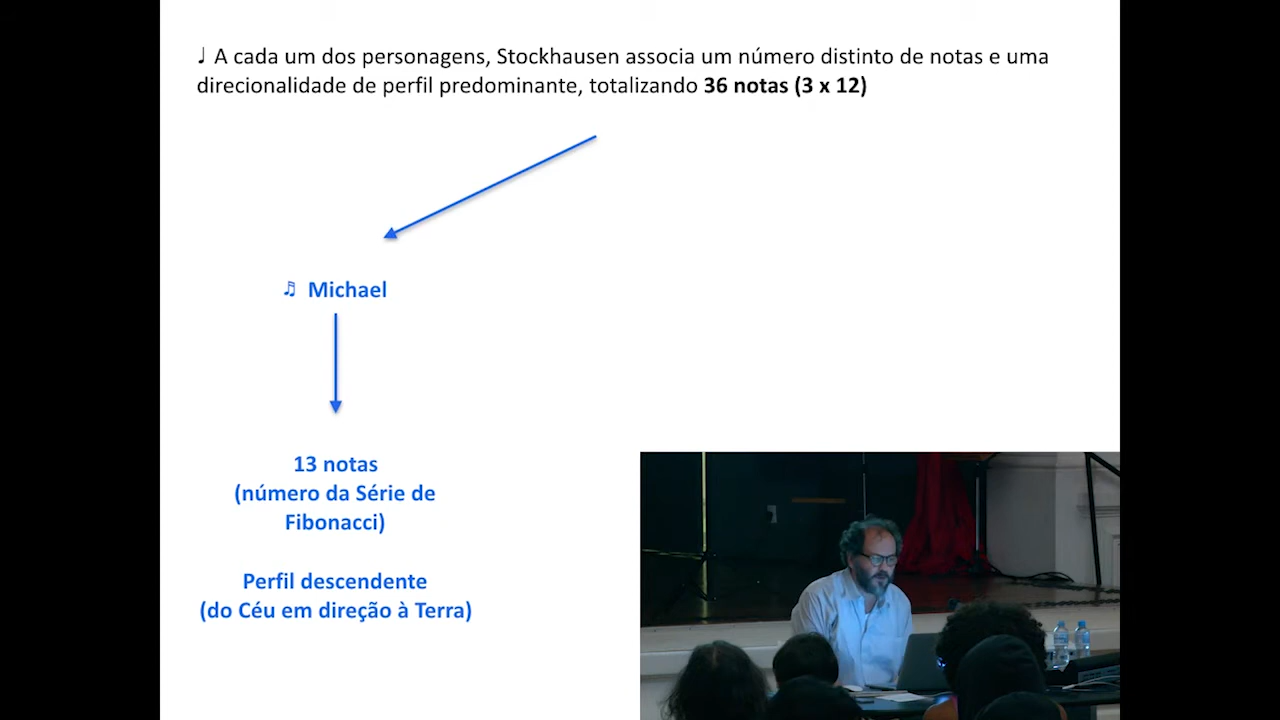 ♩ A cada um dos personagens, Stockhausen associa um número distinto de notas e uma
direcionalidade de perfil predominante, totalizando 36 notas (3 x 12)
♬ Michael
13 notas
(número da Série de
Fibonacci)
Perfil descendente
(do Céu em direção à Terra)